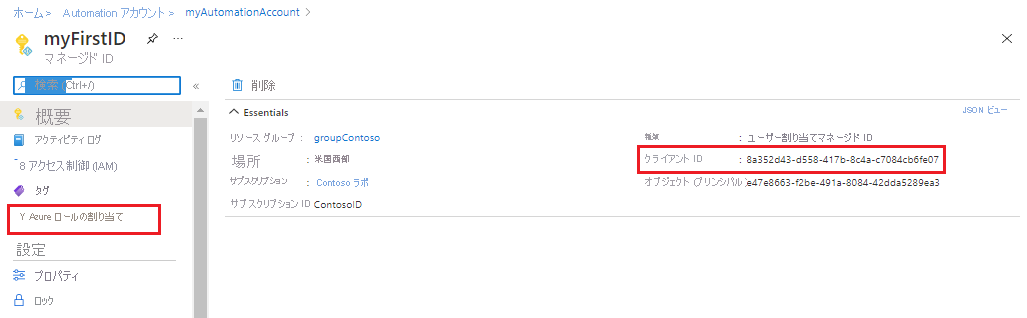 ホーム > Automation アカウント > myAutomationAccount >
myFirstID
マネージド ID
検索 (Ctrl+/)
«
概要
アクティビティ ログ
8 アクセス制御 (IAM)
タグ
Y Azure ロールの割り当て
設定
プロパティ
ロック
削除
Essentials
JSON ビュー
リソース グループ : groupContoso
場所 : 米国西部
サブスクリプション : Contoso ラボ
サブスクリプション ID ContosoID
種類 : ユーザー割り当てマネージド ID
クライアント ID : 8a352d43-d558-417b-8c4a-c7084cb6fe07
オブジェクト (プリンシパル) e47e8663-f2be-491a-8084-42dda5289ea3